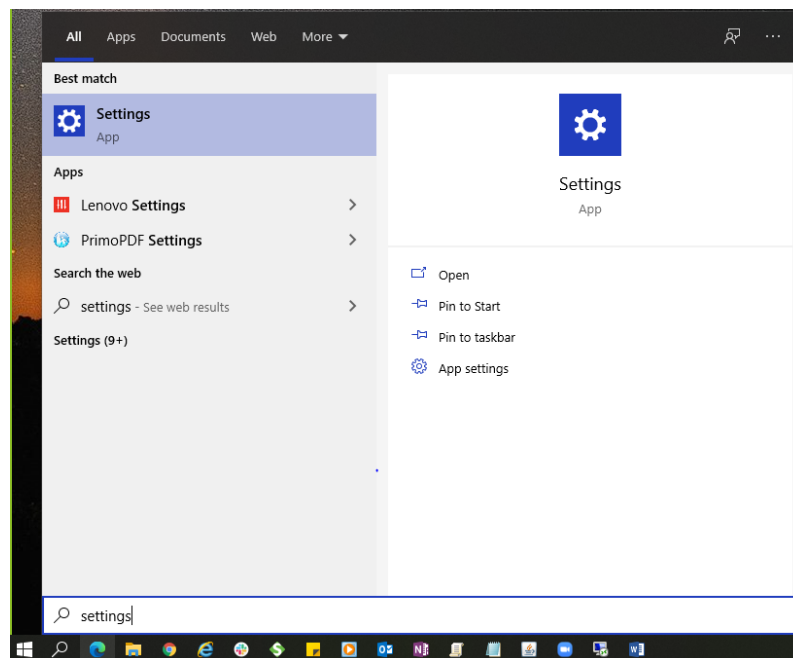 All Apps Documents Web More
Best match
Settings
App
Apps
Lenovo Settings
PrimoPDF Settings
Search the web
settings - See web results
Settings (9+)
Settings
App
Open
Pin to Start
Pin to taskbar
App settings
settings